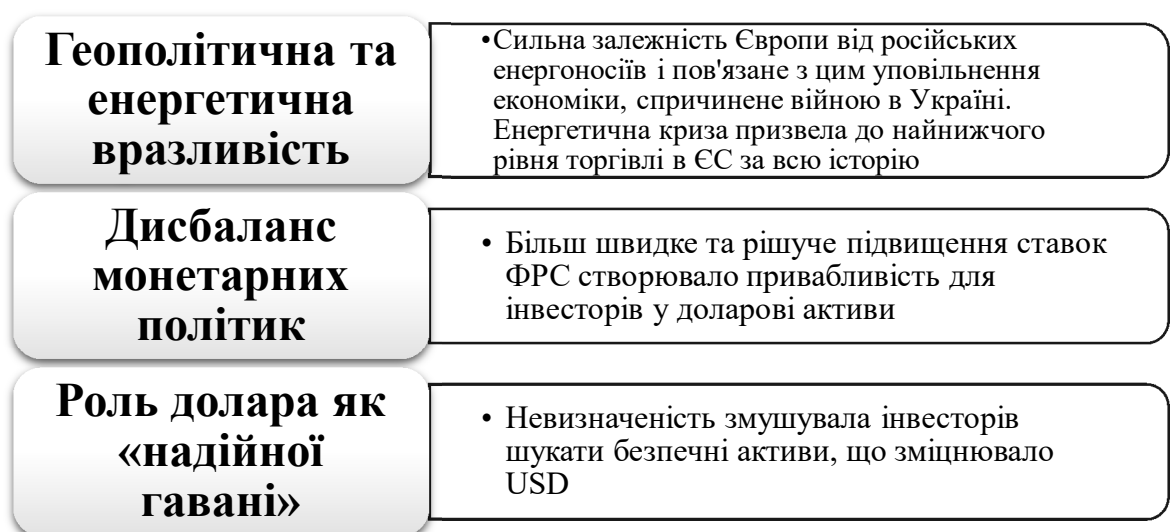 Геополітична та
енергетична
вразливість
•Сильна залежність Європи від російських
енергоносіїв і пов'язане з цим уповільнення
економіки, спричинене війною в Україні.
Енергетична криза призвела до найнижчого
рівня торгівлі в ЄС за всю історію
Дисбаланс
монетарних
політик
• Більш швидке та рішуче підвищення ставок
ФРС створювало привабливість для
інвесторів у доларові активи
Роль долара як
«надійної
гавані»
• Невизначеність змушувала інвесторів
шукати безпечні активи, що зміцнювало
USD